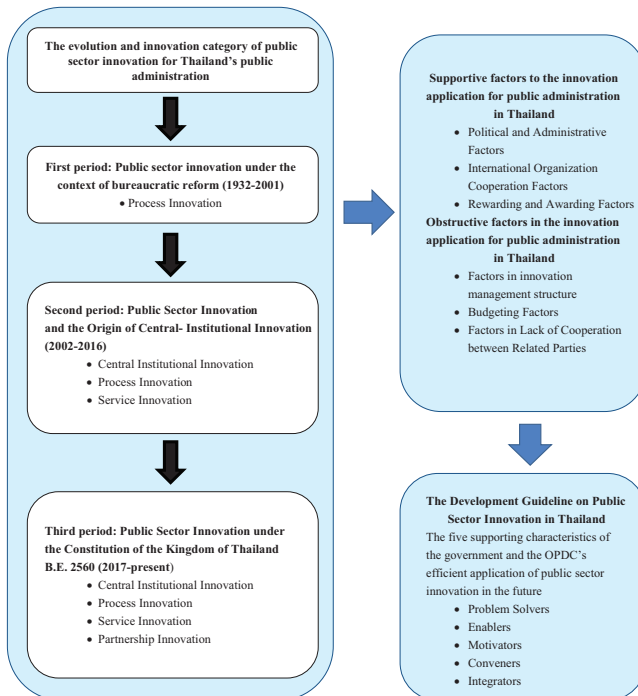 The evolution and innovation category of public
sector innovation for Thailand's public
administration
First period: Public sector innovation under the
context of bureaucratic reform (1932-2001)
• Process Innovation
Second period: Public Sector Innovation
and the Origin of Central- Institutional Innovation
(2002-2016)
• Central Institutional Innovation
• Process Innovation
• Service Innovation
Third period: Public Sector Innovation under
the Constitution of the Kingdom of Thailand
B.E. 2560 (2017-present)
• Central Institutional Innovation
• Process Innovation
• Service Innovation
• Partnership Innovation
Supportive factors to the innovation
application for public administration
in Thailand
• Political and Administrative
Factors
• International Organization
Cooperation Factors
• Rewarding and Awarding Factors
Obstructive factors in the innovation
application for public administration
in Thailand
• Factors in innovation
management structure
• Budgeting Factors
• Factors in Lack of Cooperation
between Related Parties
The Development Guideline on Public
Sector Innovation in Thailand
The five supporting characteristics of
the government and the OPDC's
efficient application of public sector
innovation in the future
• Problem Solvers
• Enablers
• Motivators
• Conveners
• Integrators